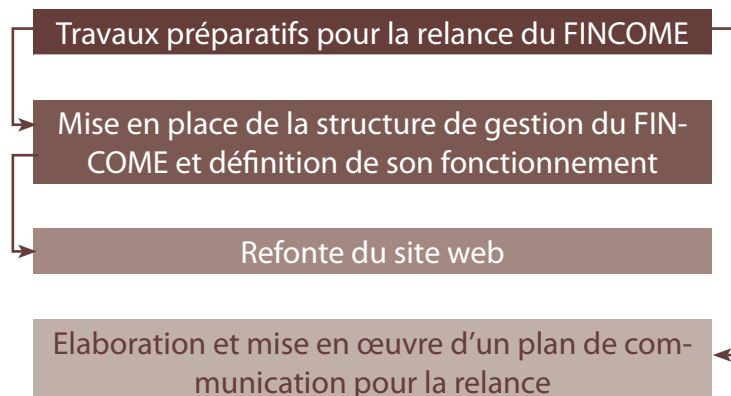 Travaux préparatifs pour la relance du FINCOME
Mise en place de la structure de gestion du FIN-
COME et définition de son fonctionnement
Refonte du site web
Elaboration et mise en œuvre d'un plan de com-
munication pour la relance